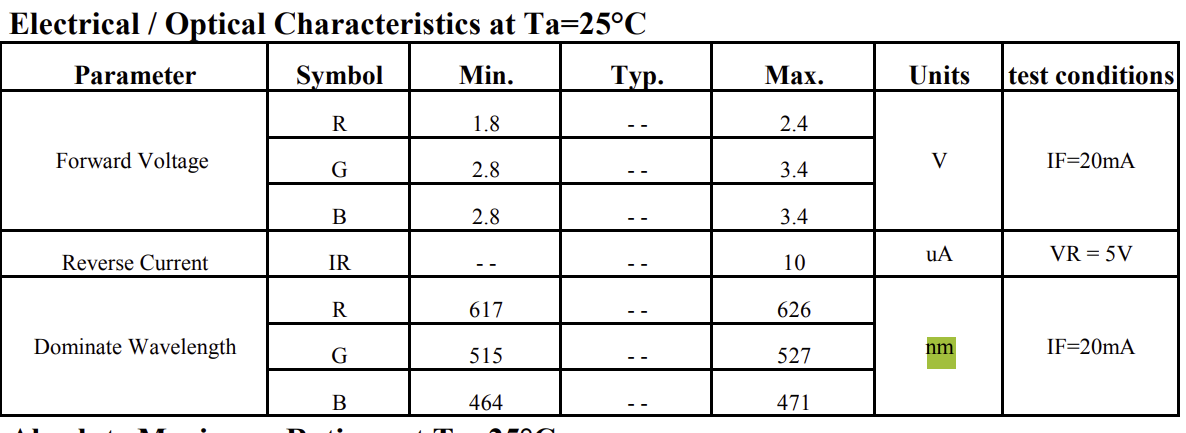 Electrical / Optical Characteristics at Ta=25°C
Parameter Symbol Min. Typ. Max. Units test conditions
Forward Voltage R 1.8 - - 2.4 V IF=20mA
G 2.8 - - 3.4
B 2.8 - - 3.4
Reverse Current IR - - - - 10 uA VR = 5V
Dominate Wavelength R 617 - - 626 nm IF=20mA
G 515 - - 527
B 464 - - 471